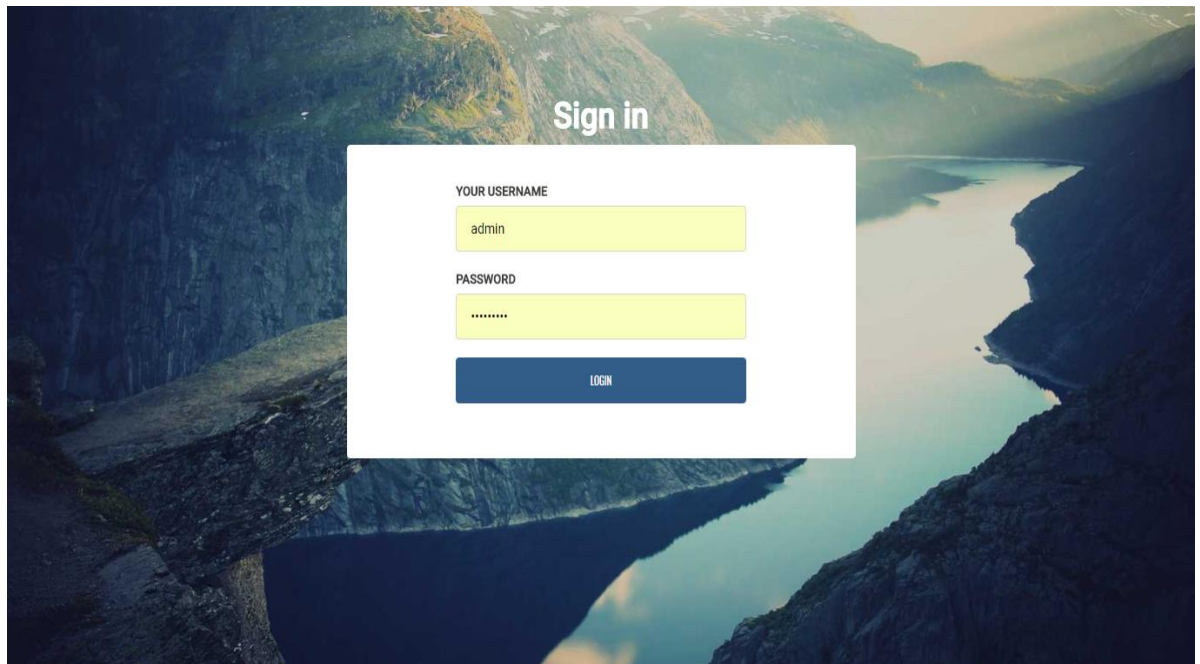 Sign in
YOUR USERNAME
admin
PASSWORD
•••••••••
LOGIN